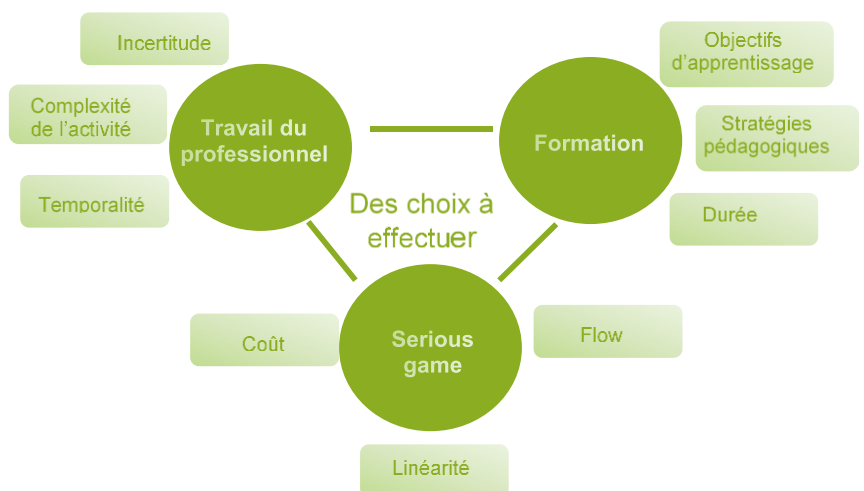 Incertitude
Complexité
de l'activité
Temporalité
Travail du
professionnel
Formation
Objectifs
d'apprentissage
Stratégies
pédagogiques
Durée
Des choix à
effectuer
Serious
game
Coût
Flow
Linéarité